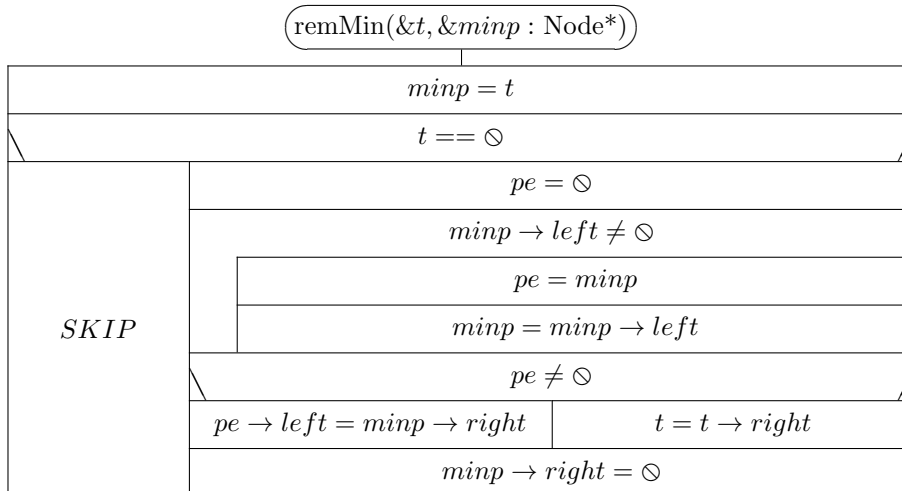 remMin(&t, &minp : Node*)
minp = t
t == ⦸
pe = ⦸
minp → left ≠ ⦸
pe = minp
SKIP
minp = minp → left
pe ≠ ⦸
pe → left = minp → right
t = t → right
minp → right = ⦸